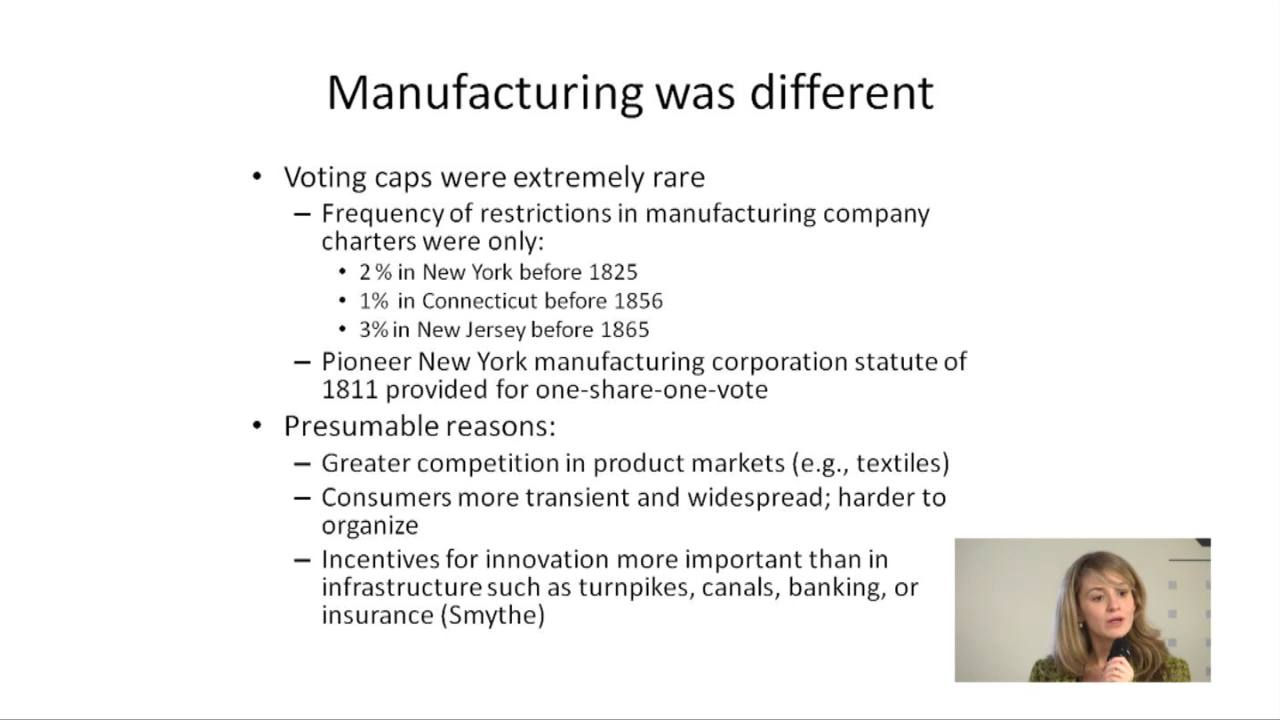 Manufacturing was different
• Voting caps were extremely rare
– Frequency of restrictions in manufacturing company
charters were only:
• 2% in New York before 1825
• 1% in Connecticut before 1856
• 3% in New Jersey before 1865
– Pioneer New York manufacturing corporation statute of
1811 provided for one-share-one-vote
• Presumable reasons:
– Greater competition in product markets (e.g., textiles)
– Consumers more transient and widespread; harder to
organize
– Incentives for innovation more important than in
infrastructure such as turnpikes, canals, banking, or
insurance (Smythe)